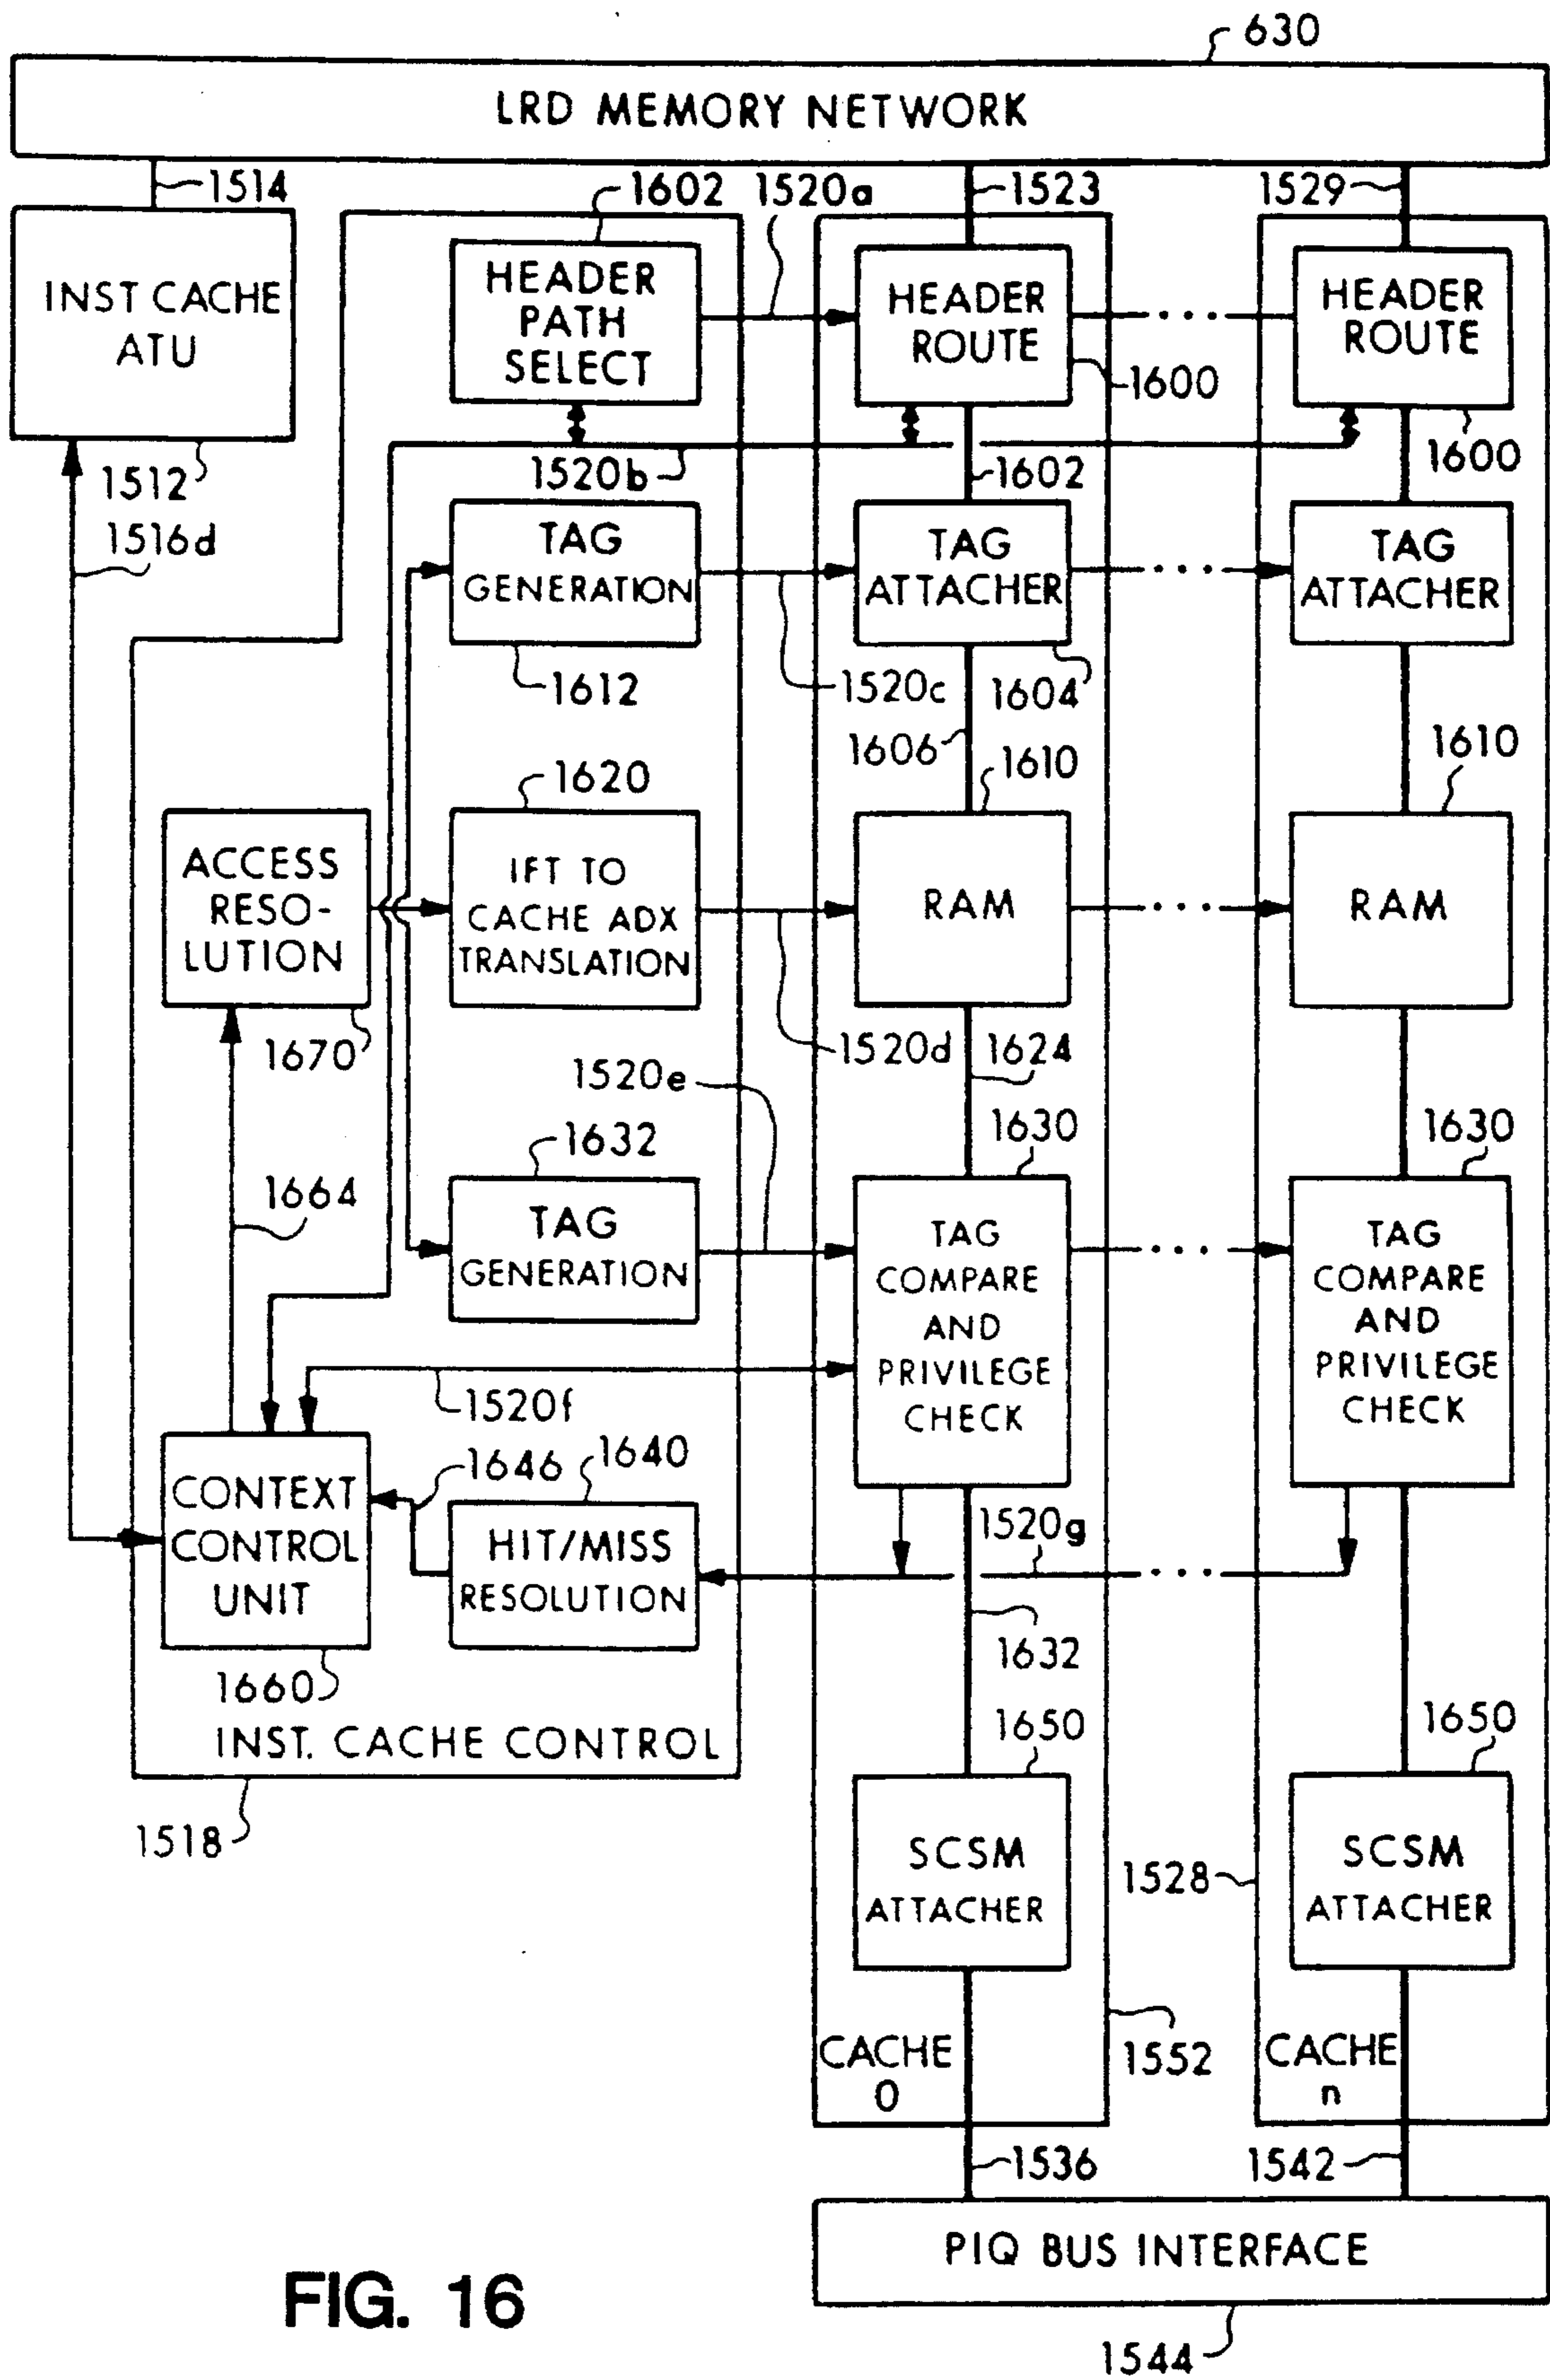 630
LRD MEMORY NETWORK
1514
1602
1520a
1523
1529
INST CACHE
ATU
HEADER
PATH
SELECT
HEADER
ROUTE
HEADER
ROUTE
1600
1512
1520b
1602
1600
1516d
TAG
GENERATION
TAG
ATTACHER
TAG
ATTACHER
1612
1520c
1604
1606
1610
1610
1620
ACCESS
RESO-
LUTION
IFT TO
CACHE ADX
TRANSLATION
RAM
RAM
1670
1520d
1624
1520e
1632
1630
1630
1664
TAG
GENERATION
TAG
COMPARE
AND
PRIVILEGE
CHECK
TAG
COMPARE
AND
PRIVILEGE
CHECK
1520f
1646
1640
CONTEXT
CONTROL
UNIT
HIT/MISS
RESOLUTION
1520g
1632
1660
INST. CACHE CONTROL
1650
1650
1518
SCSM
ATTACHER
1528
SCSM
ATTACHER
CACHE
0
1552
CACHE
n
1536
1542
PIQ BUS INTERFACE
FIG. 16
1544